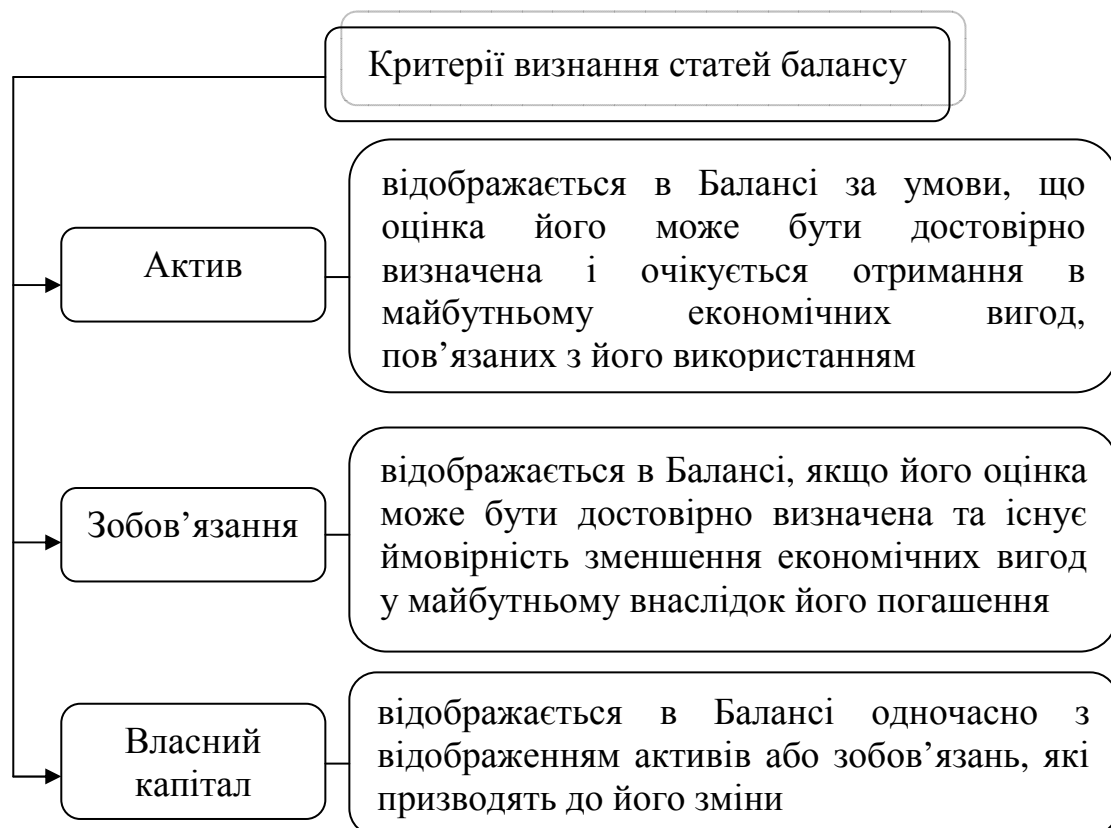 Критерії визнання статей балансу
Актив
відображається в Балансі за умови, що
оцінка його може бути достовірно
визначена і очікується отримання в
майбутньому економічних вигод,
пов’язаних з його використанням
Зобов’язання
відображається в Балансі, якщо його оцінка
може бути достовірно визначена та існує
ймовірність зменшення економічних вигод
у майбутньому внаслідок його погашення
Власний
капітал
відображається в Балансі одночасно з
відображенням активів або зобов’язань, які
призводять до його зміни